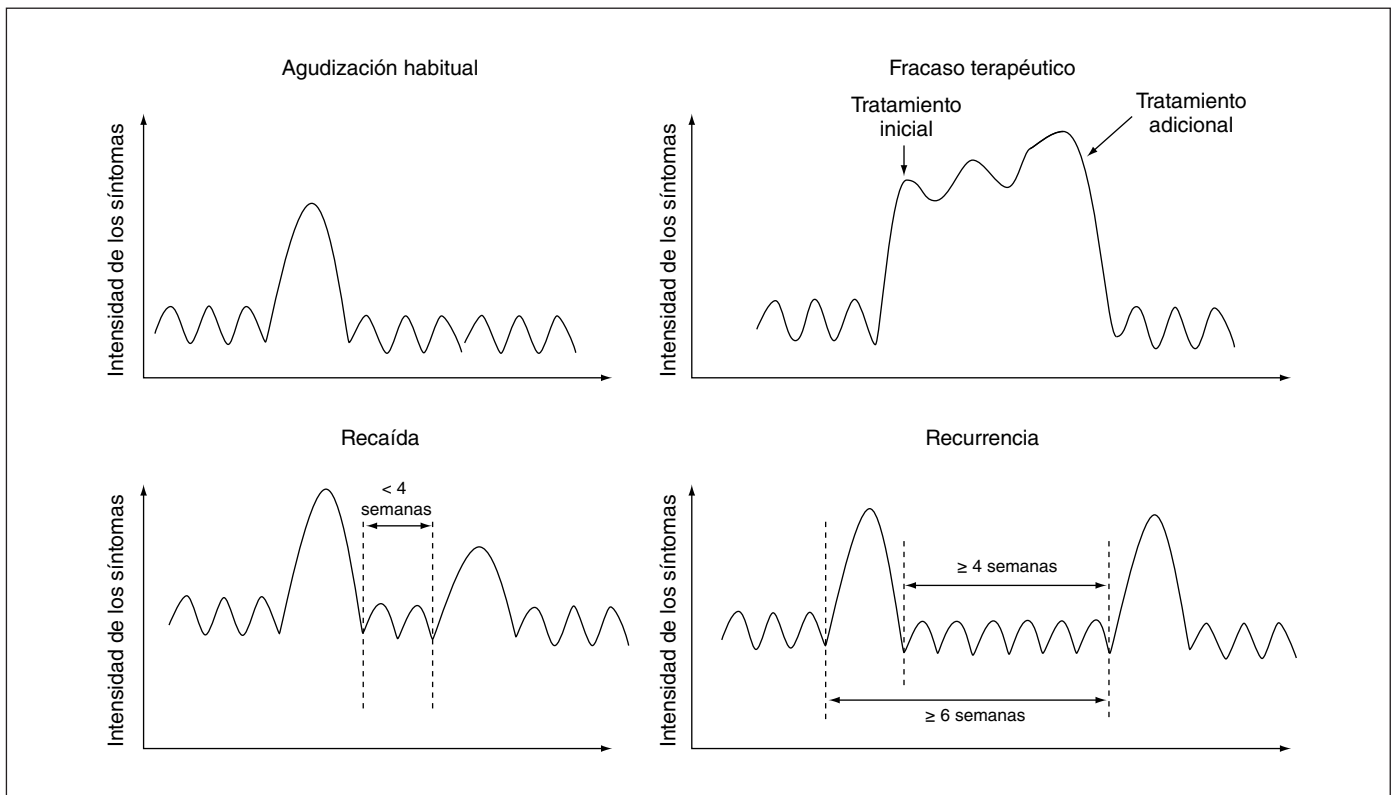 Agudización habitual
Intensidad de los síntomas
Fracaso terapéutico
Tratamiento
inicial
Tratamiento
adicional
Intensidad de los síntomas
Recaída
Intensidad de los síntomas
< 4
semanas
Recurrencia
Intensidad de los síntomas
≥ 4 semanas
≥ 6 semanas